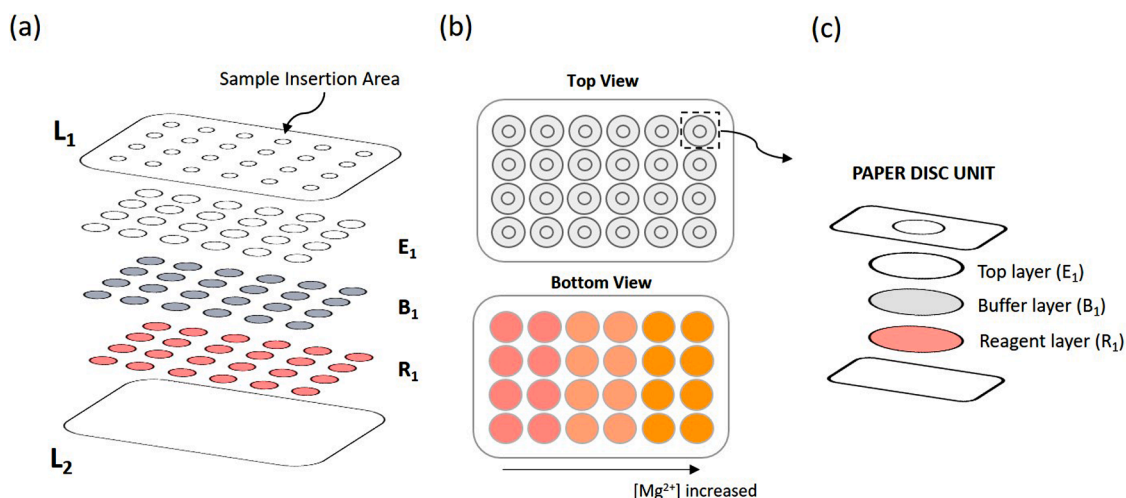 (a)
Sample Insertion Area
L₁
E₁
B₁
R₁
L₂
(b)
Top View
Bottom View
[Mg²⁺] increased
(c)
PAPER DISC UNIT
Top layer (E₁)
Buffer layer (B₁)
Reagent layer (R₁)